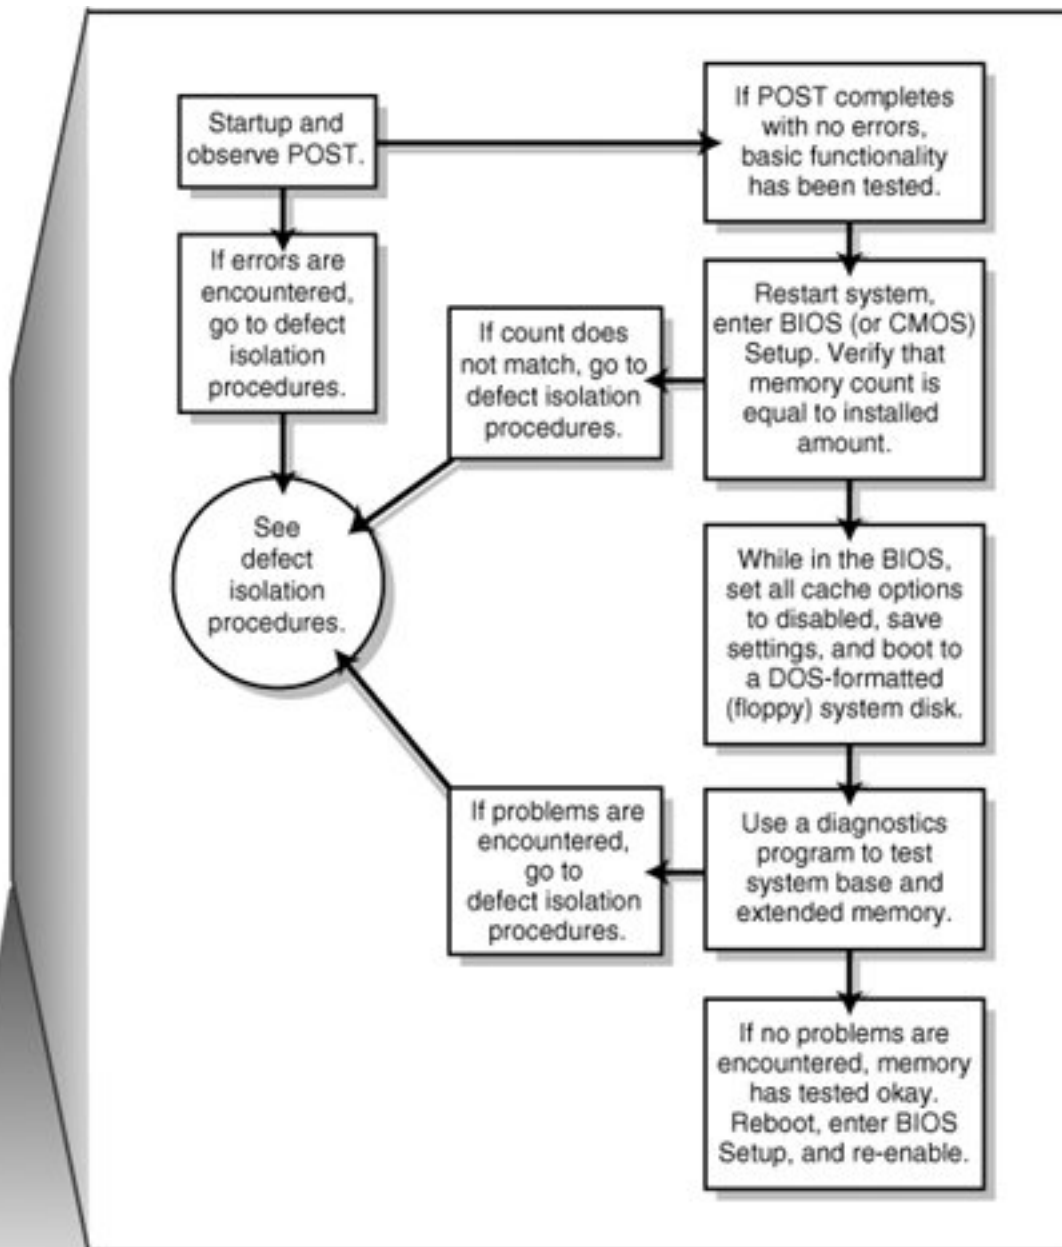 Startup and
observe POST.
If POST completes
with no errors,
basic functionality
has been tested.
If errors are
encountered,
go to defect
isolation
procedures.
Restart system,
enter BIOS (or CMOS)
Setup. Verify that
memory count is
equal to installed
amount.
If count does
not match, go to
defect isolation
procedures.
See
defect
isolation
procedures.
While in the BIOS,
set all cache options
to disabled, save
settings, and boot to
a DOS-formatted
(floppy) system disk.
Use a diagnostics
program to test
system base and
extended memory.
If problems are
encountered,
go to
defect isolation
procedures.
If no problems are
encountered, memory
has tested okay.
Reboot, enter BIOS
Setup, and re-enable.